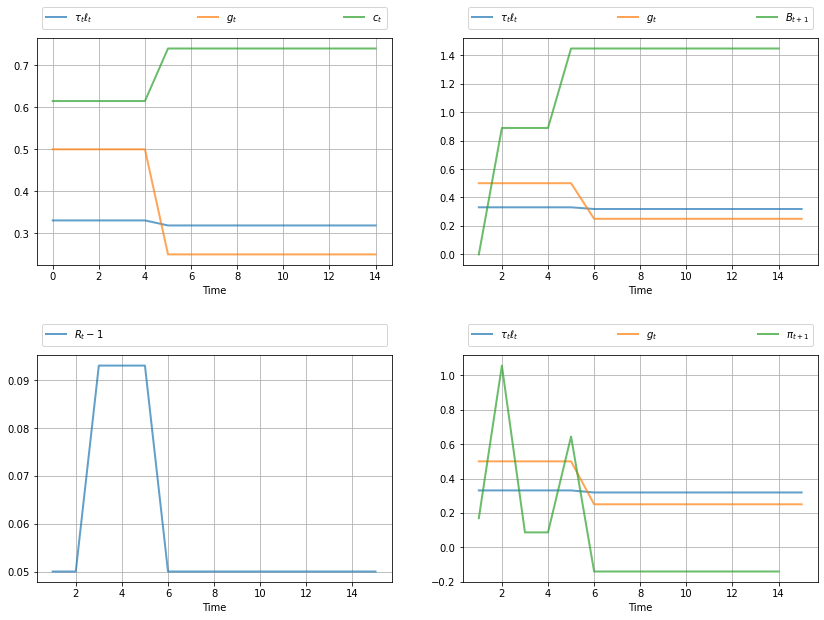 τₜℓₜ gₜ cₜ
0.7
0.6
0.5
0.4
0.3
0 2 4 6 8 10 12 14
Time
τₜℓₜ gₜ Bₜ₊₁
1.4
1.2
1.0
0.8
0.6
0.4
0.2
0.0
2 4 6 8 10 12 14
Time
Rₜ − 1
0.09
0.08
0.07
0.06
0.05
2 4 6 8 10 12 14
Time
τₜℓₜ gₜ πₜ₊₁
1.0
0.8
0.6
0.4
0.2
0.0
−0.2
2 4 6 8 10 12 14
Time